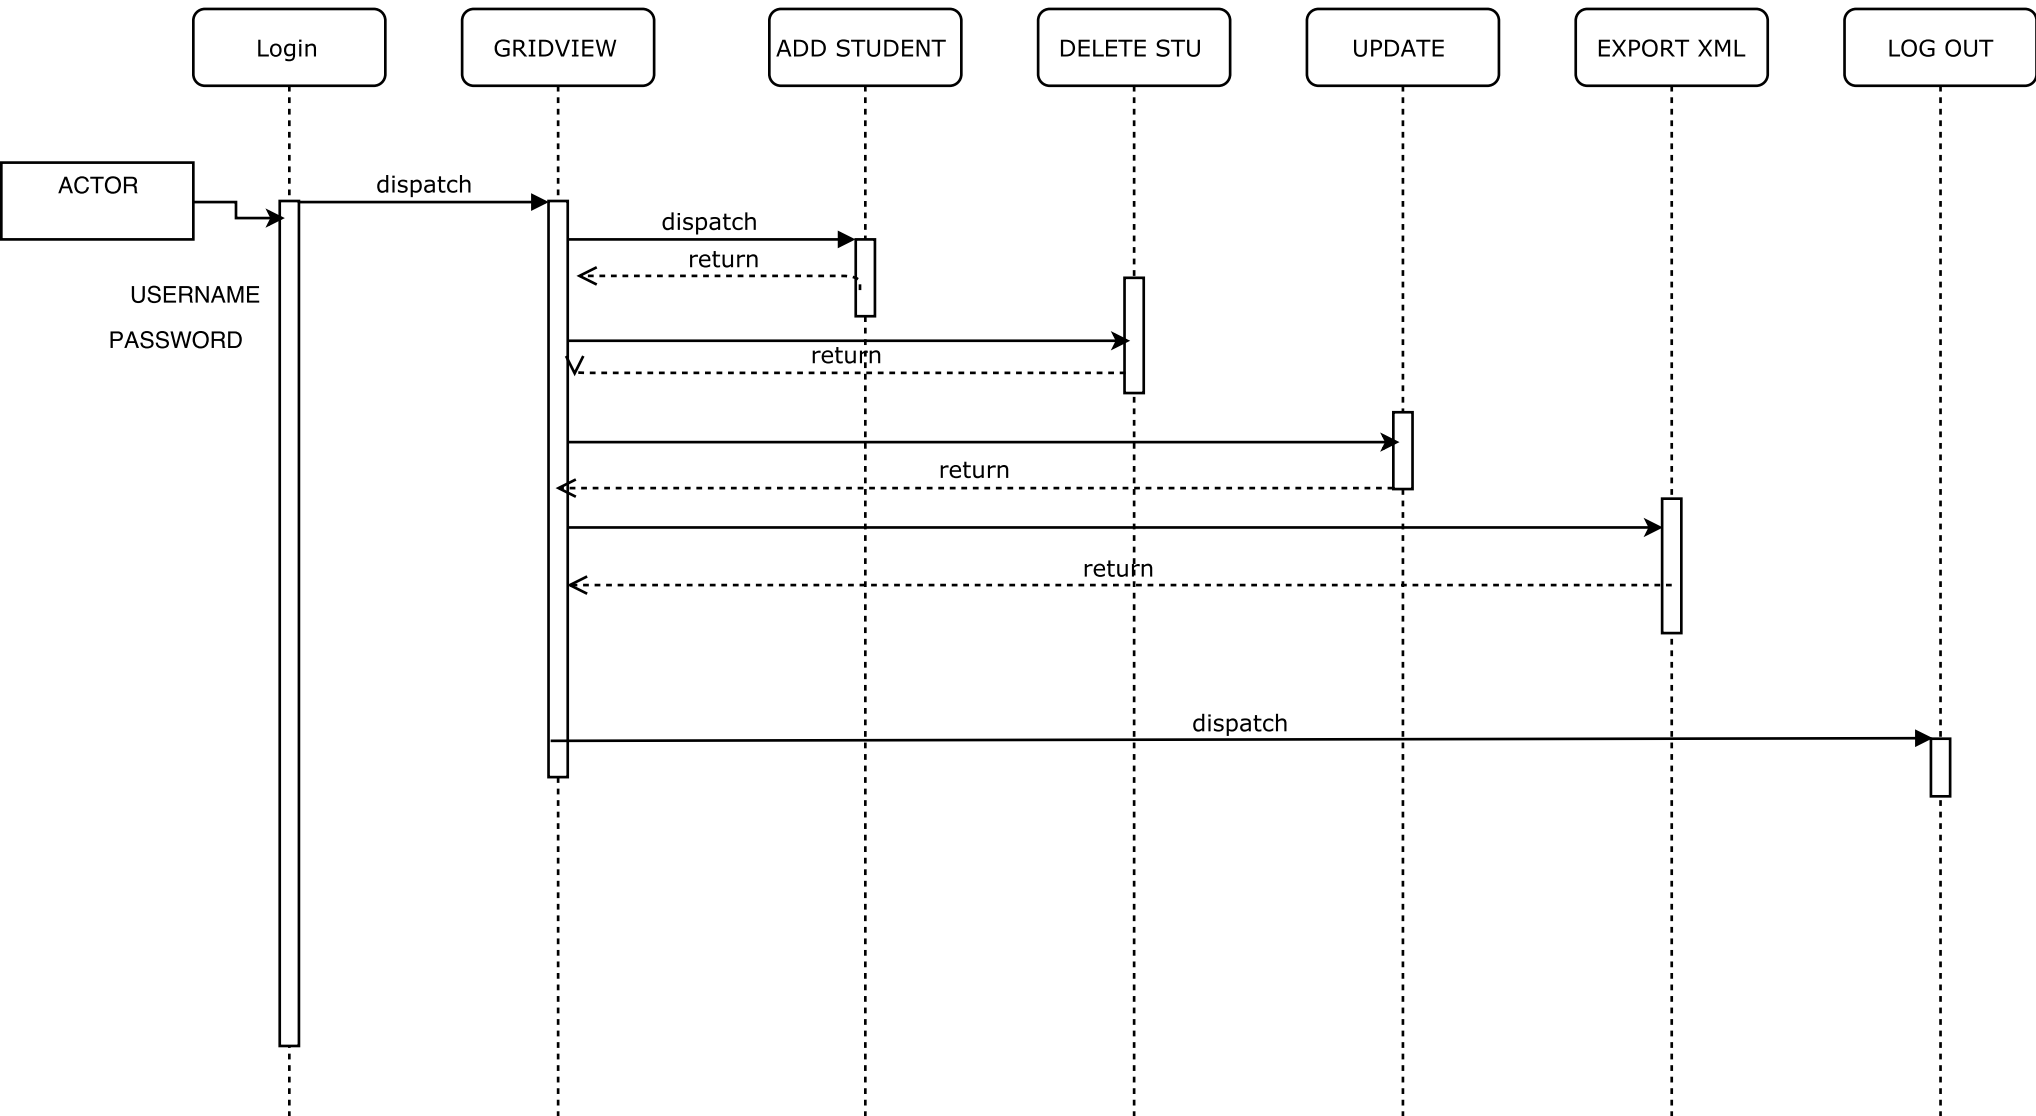 Login
GRIDVIEW
ADD STUDENT
DELETE STU
UPDATE
EXPORT XML
LOG OUT
ACTOR
dispatch
dispatch
return
USERNAME
PASSWORD
return
return
return
dispatch